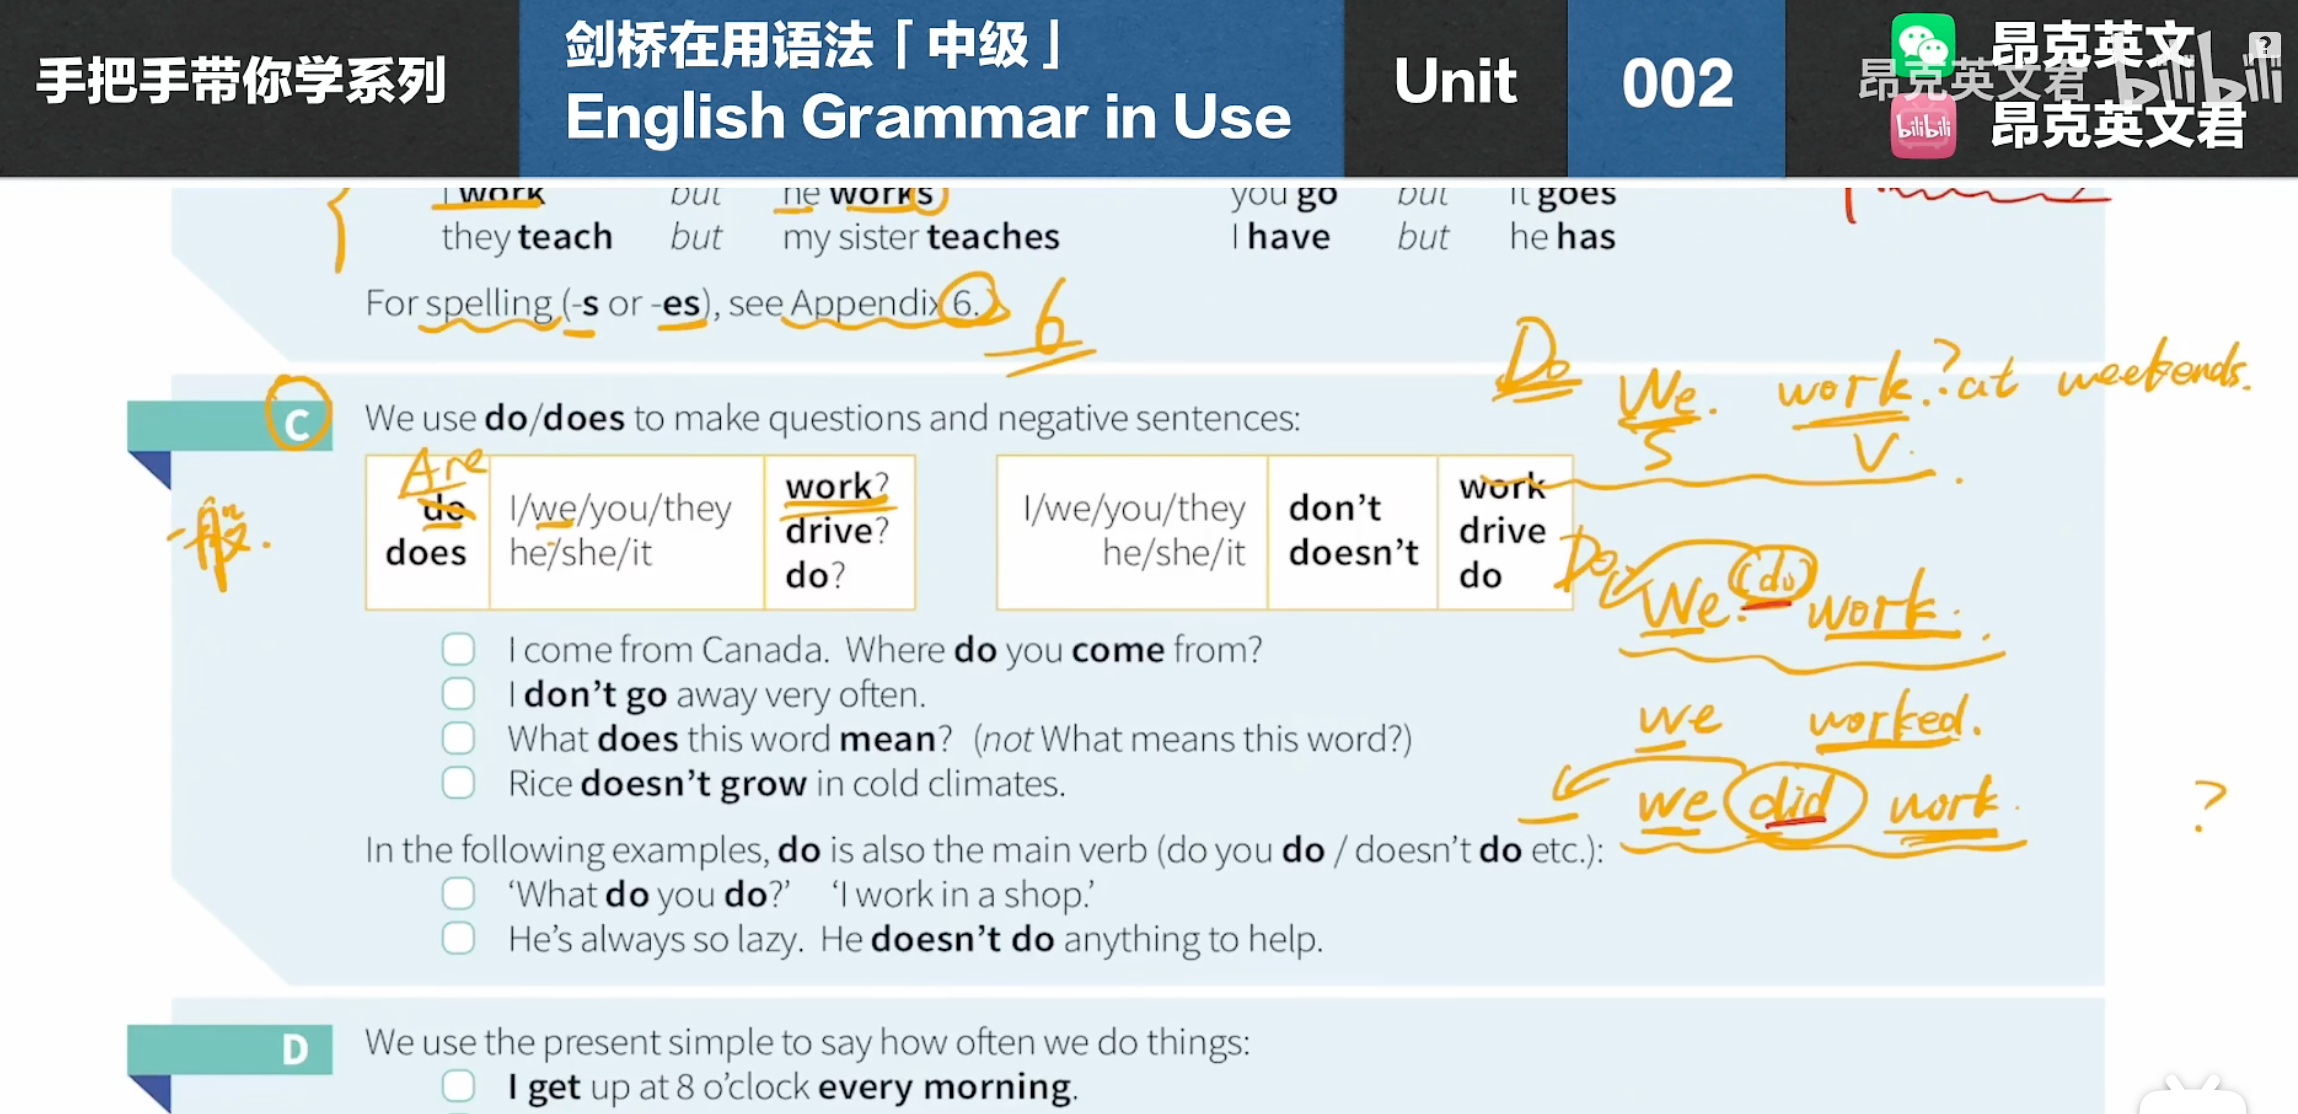 手把手带你学系列
剑桥在用语法「中级」
English Grammar in Use
Unit
002
昂克英文
昂克英文君 bilibili
bilibili 昂克英文君
I work but he works you go but it goes
they teach but my sister teaches I have but he has
For spelling (-s or -es), see Appendix 6.
6
C We use do/does to make questions and negative sentences:
Do We. work.? at weekends.
S V.
Are
do I/we/you/they work?
does he/she/it drive?
do?
I/we/you/they don't work
he/she/it doesn't drive
do
一般.
Do We. (do) work.
I come from Canada. Where do you come from?
I don't go away very often.
What does this word mean? (not What means this word?)
Rice doesn't grow in cold climates.
we worked.
we did work. ?
In the following examples, do is also the main verb (do you do / doesn't do etc.):
'What do you do?' 'I work in a shop.'
He's always so lazy. He doesn't do anything to help.
D We use the present simple to say how often we do things:
I get up at 8 o'clock every morning.